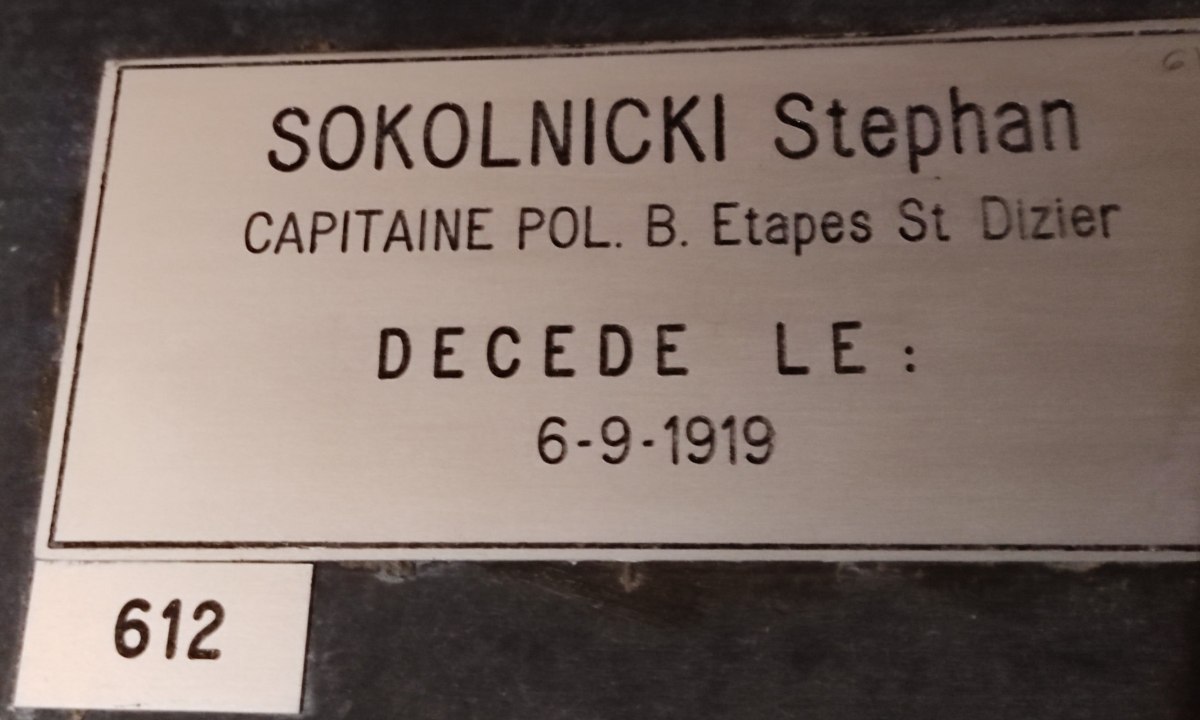 SOKOLNICKI Stephan
CAPITAINE POL. B. Etapes St Dizier
DECEDE LE :
6-9-1919
612